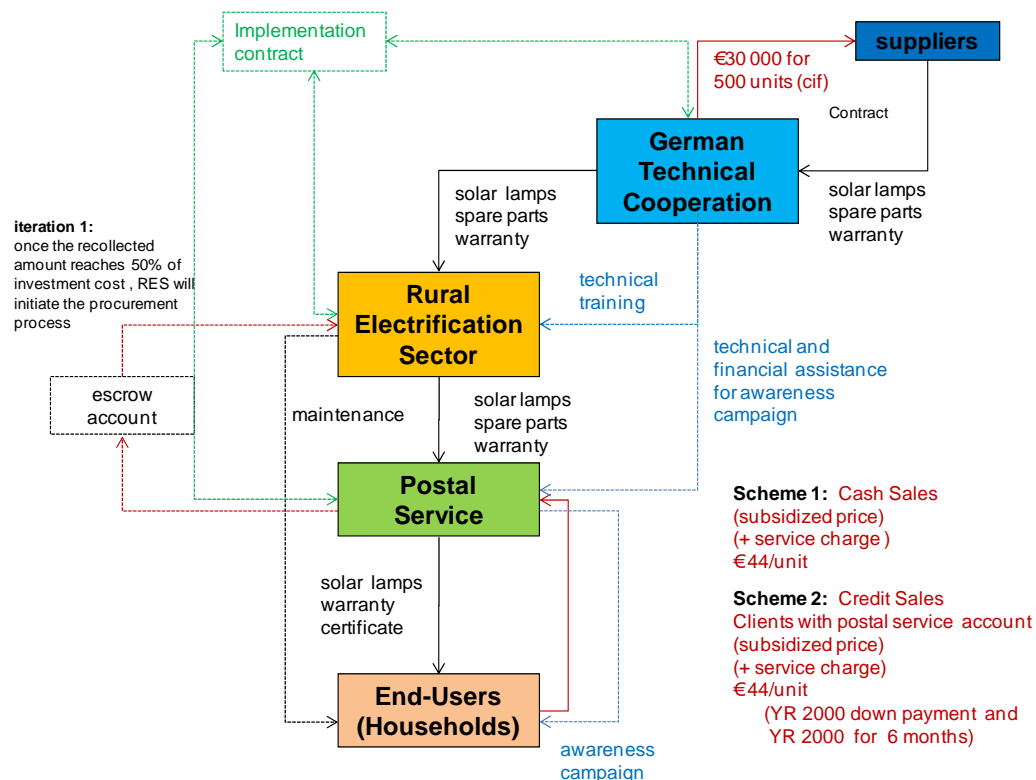 Implementation
contract
suppliers
€30 000 for
500 units (cif)
Contract
German
Technical
Cooperation
solar lamps
spare parts
warranty
solar lamps
spare parts
warranty
iteration 1:
once the recollected
amount reaches 50% of
investment cost , RES will
initiate the procurement
process
technical
training
Rural
Electrification
Sector
technical and
financial assistance
for awareness
campaign
escrow
account
maintenance
solar lamps
spare parts
warranty
Postal
Service
Scheme 1: Cash Sales
(subsidized price)
(+ service charge )
€44/unit
solar lamps
warranty
certificate
Scheme 2: Credit Sales
Clients with postal service account
(subsidized price)
(+ service charge)
€44/unit
(YR 2000 down payment and
YR 2000 for 6 months)
End-Users
(Households)
awareness
campaign